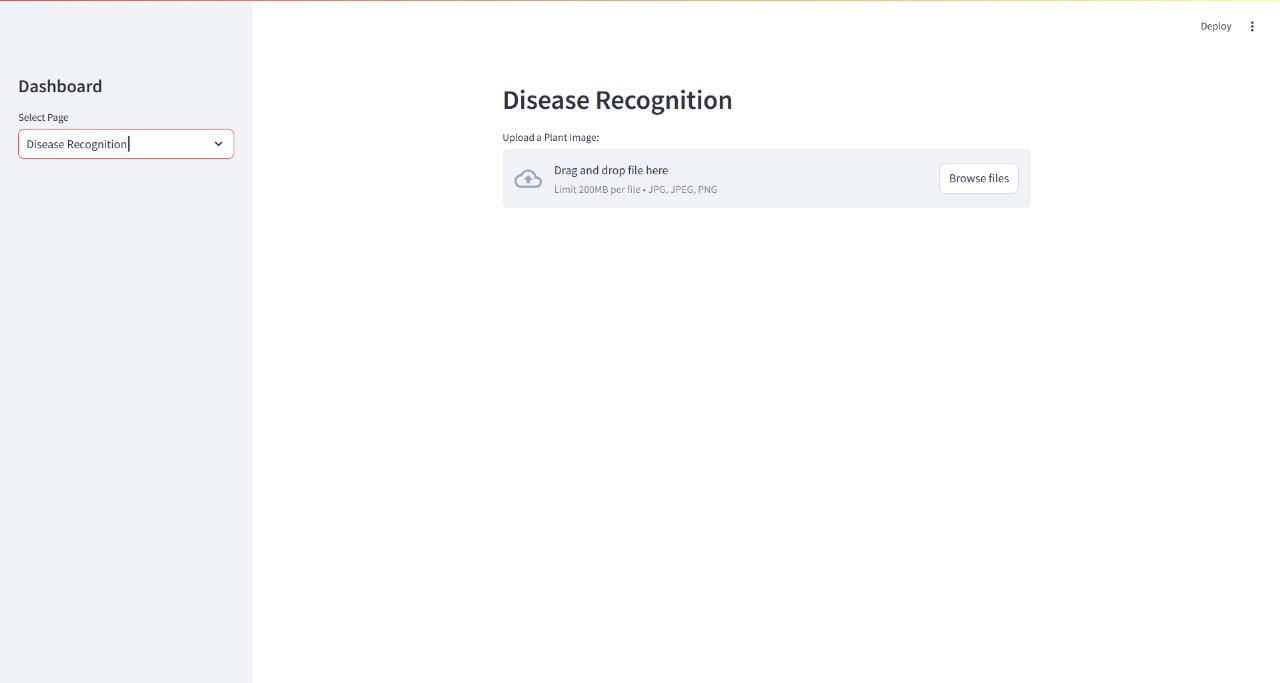 Deploy
Dashboard
Select Page
Disease Recognition
Disease Recognition
Upload a Plant Image:
Drag and drop file here
Limit 200MB per file • JPG, JPEG, PNG
Browse files